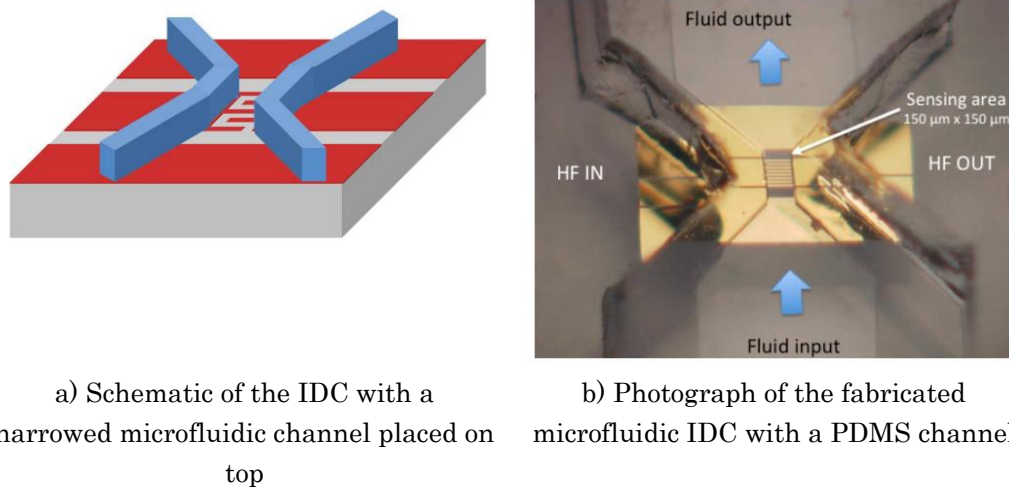 Fluid output
Sensing area
150 µm x 150 µm
HF IN
HF OUT
Fluid input
a) Schematic of the IDC with a
narrowed microfluidic channel placed on
top
b) Photograph of the fabricated
microfluidic IDC with a PDMS channel